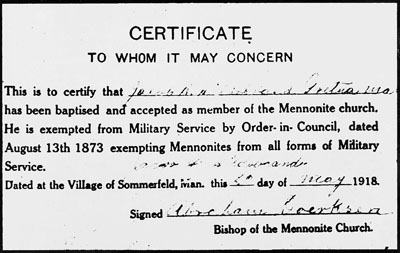 CERTIFICATE
TO WHOM IT MAY CONCERN
This is to certify that
has been baptised and accepted as member of the Mennonite church.
He is exempted from Military Service by Order-in-Council, dated
August 13th 1873 exempting Mennonites from all forms of Military
Service.
Dated at the Village of Sommerfeld, Man. this day of May 1918.
Signed Abraham Doerksen
Bishop of the Mennonite Church.